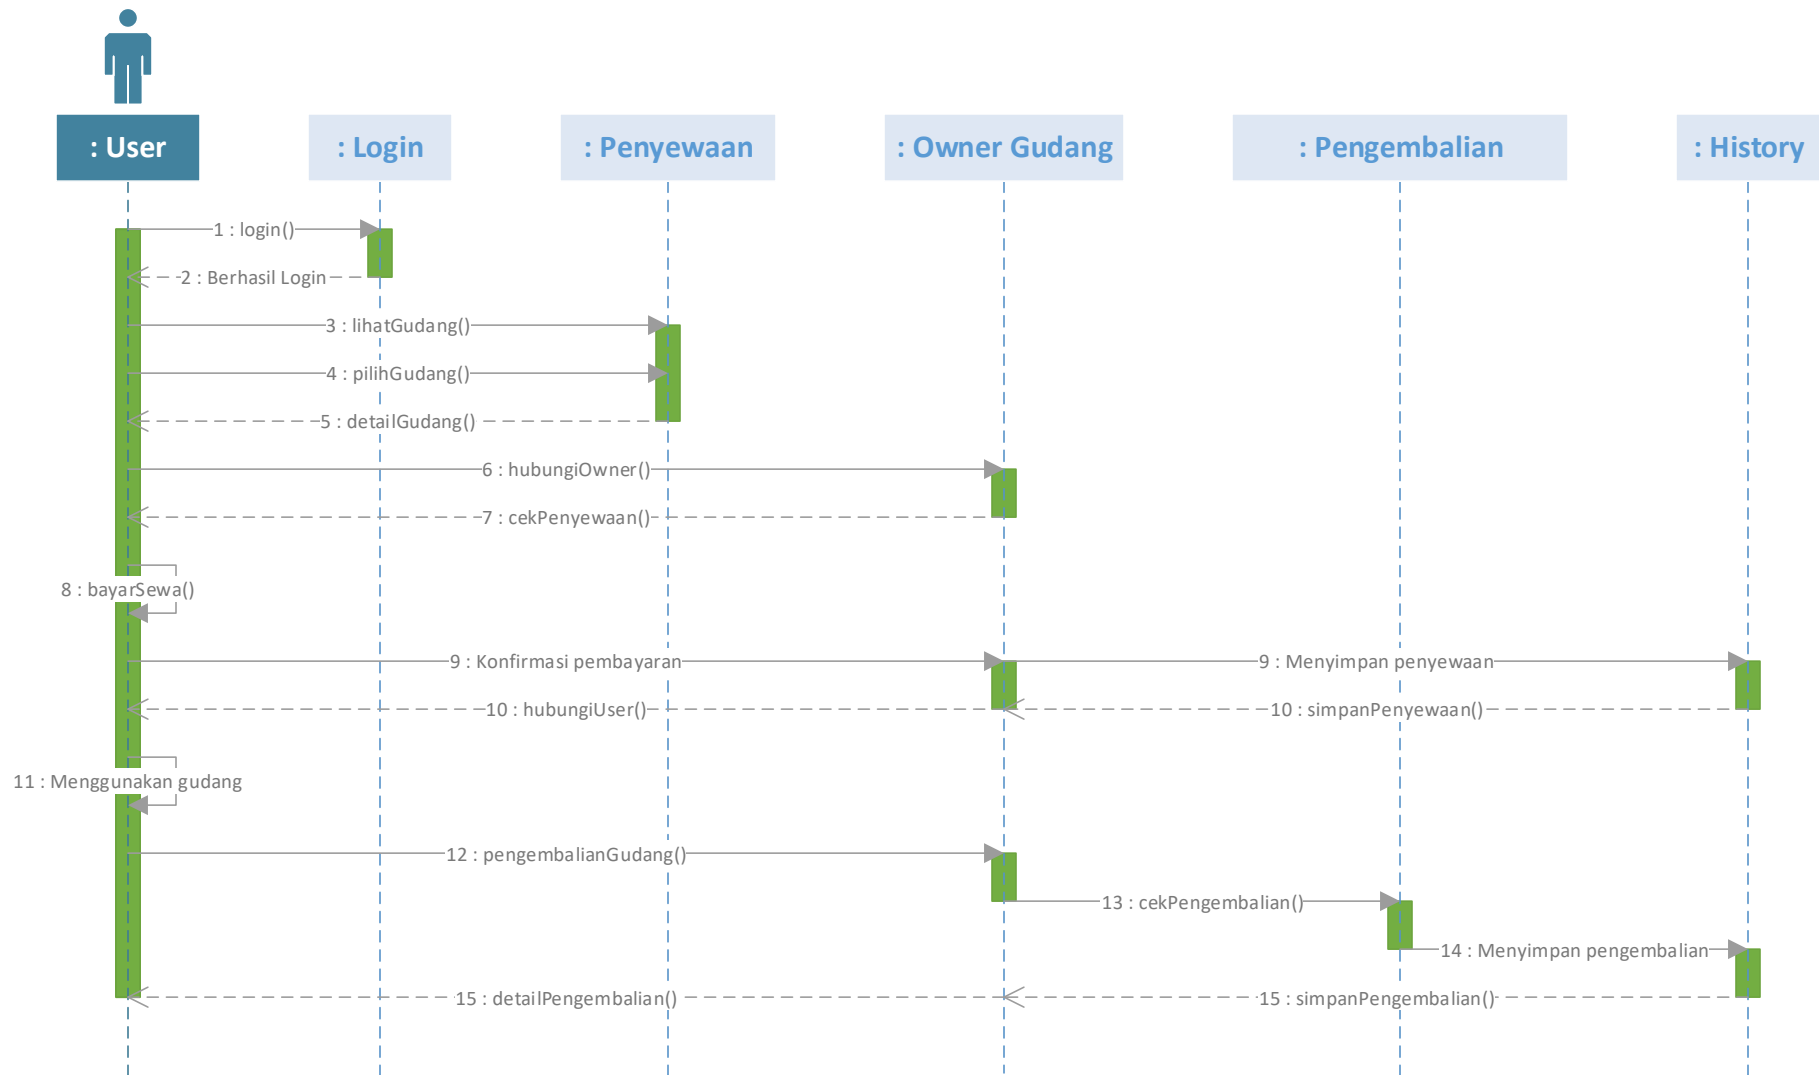 : User
: Login
: Penyewaan
: Owner Gudang
: Pengembalian
: History
1 : login()
2 : Berhasil Login
3 : lihatGudang()
4 : pilihGudang()
5 : detailGudang()
6 : hubungiOwner()
7 : cekPenyewaan()
8 : bayarSewa()
9 : Konfirmasi pembayaran
9 : Menyimpan penyewaan
10 : hubungiUser()
10 : simpanPenyewaan()
11 : Menggunakan gudang
12 : pengembalianGudang()
13 : cekPengembalian()
14 : Menyimpan pengembalian
15 : detailPengembalian()
15 : simpanPengembalian()